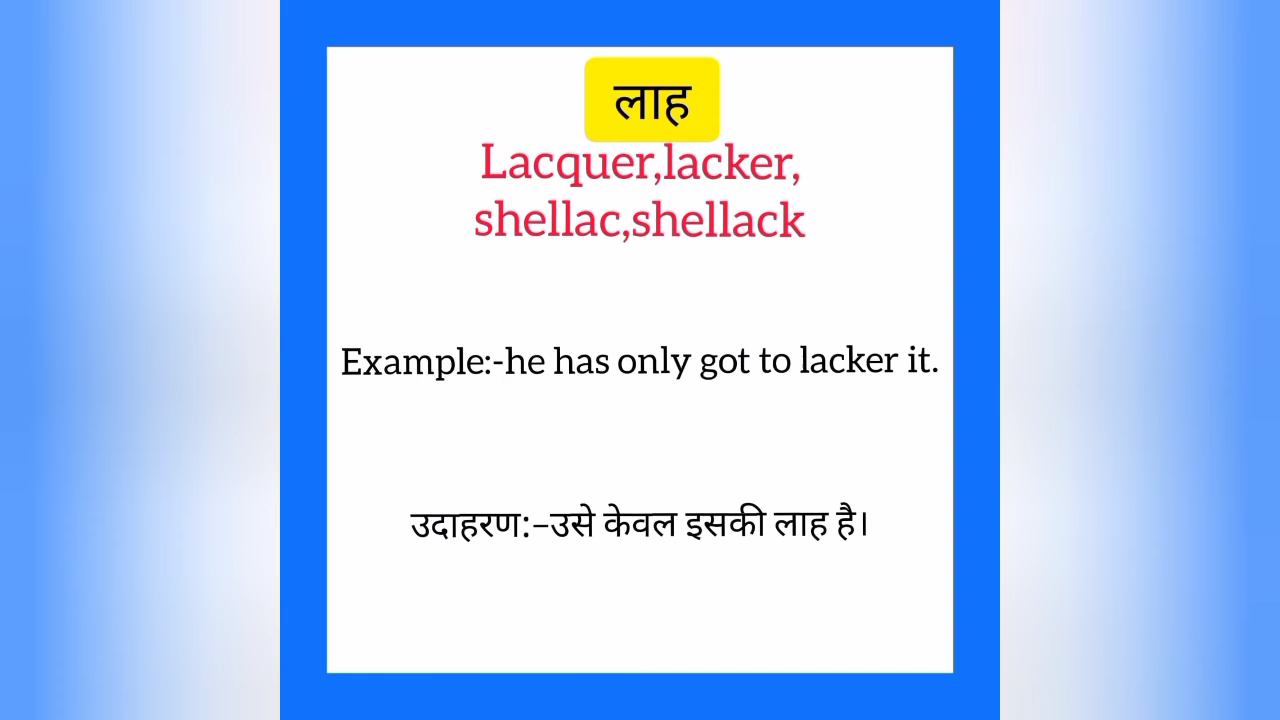 लाह
Lacquer,lacker,
shellac,shellack
Example:-he has only got to lacker it.
उदाहरण:–उसे केवल इसकी लाह है।